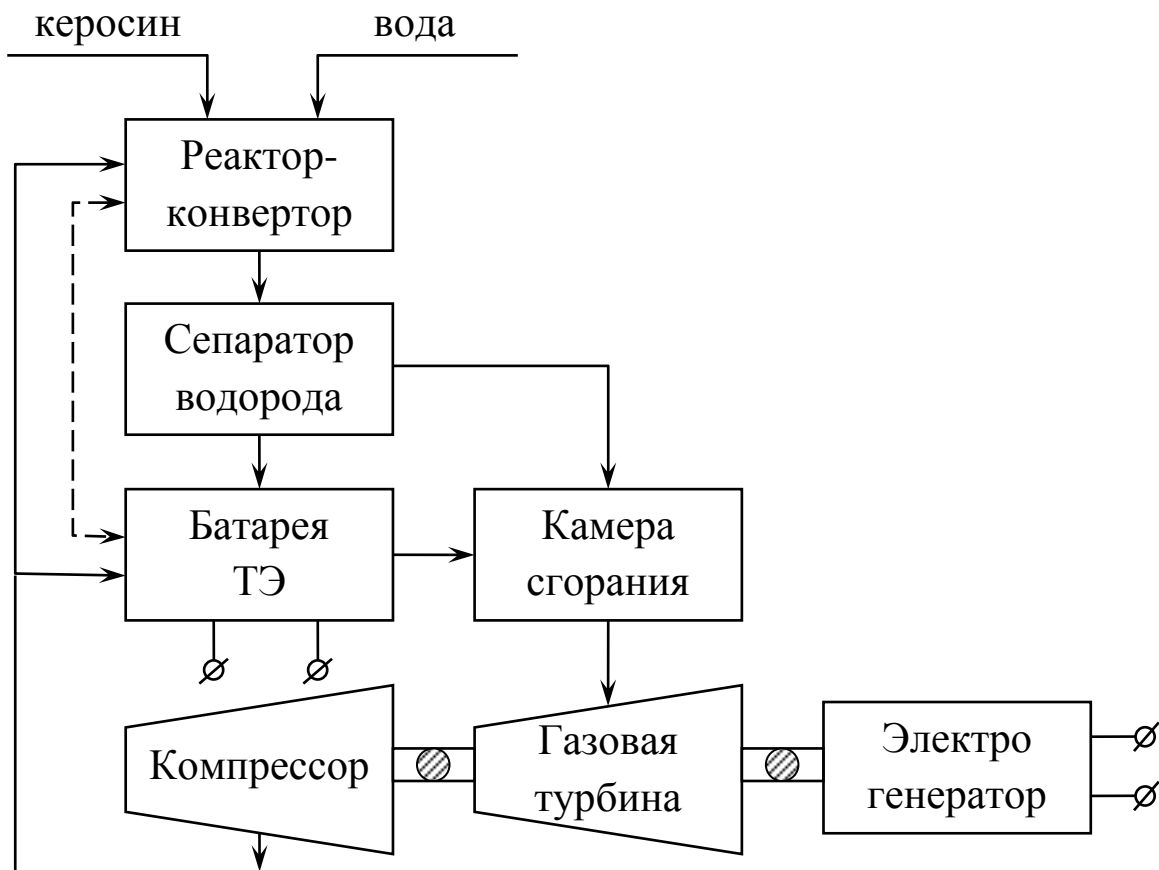 керосин
вода
Реактор-
конвертор
Сепаратор
водорода
Батарея
ТЭ
Камера
сгорания
Компрессор
Газовая
турбина
Электро
генератор